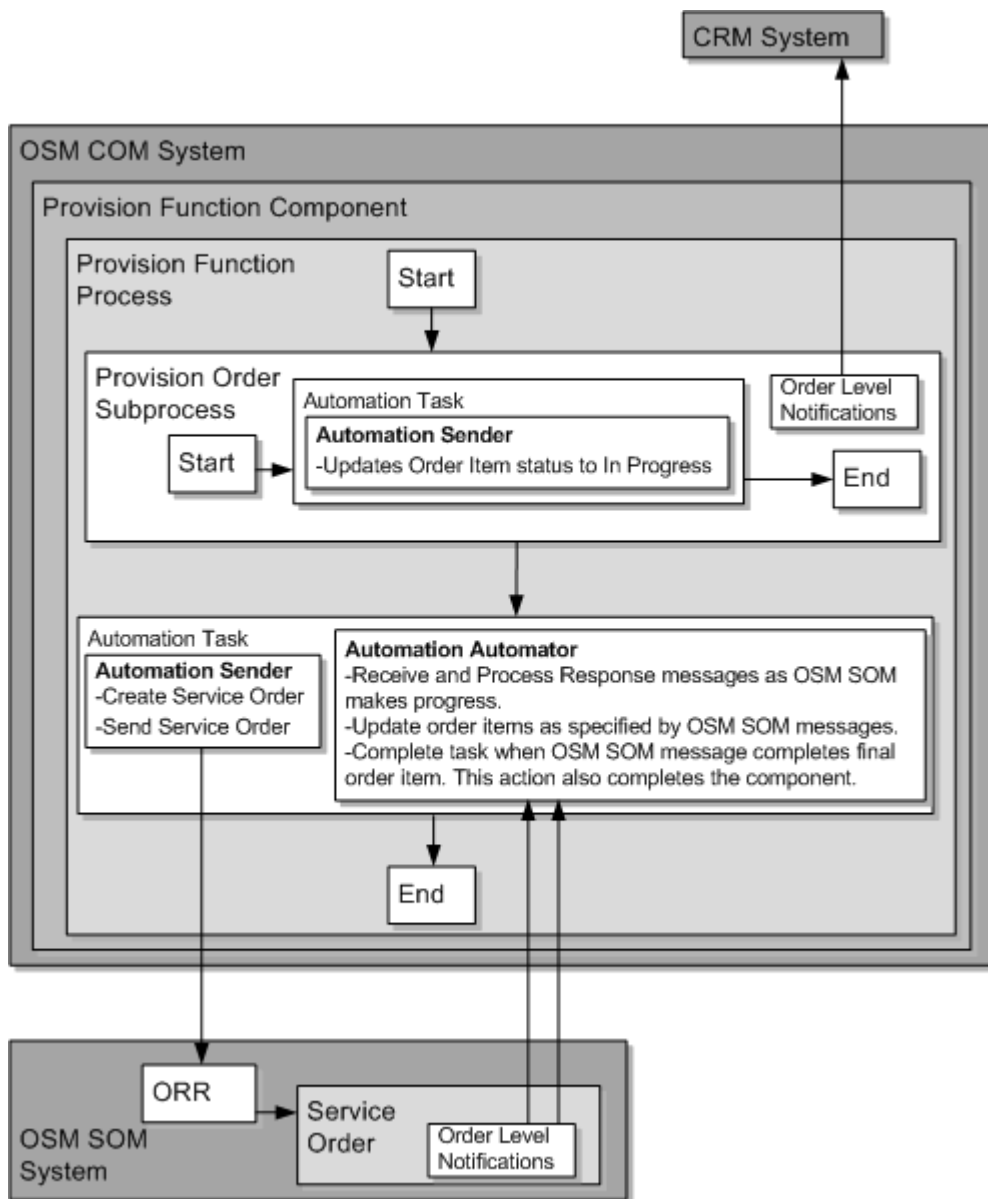 CRM System
OSM COM System
Provision Function Component
Provision Function
Process
Start
Provision Order
Subprocess
Start
Automation Task
Automation Sender
-Updates Order Item status to In Progress
Order Level
Notifications
End
Automation Task
Automation Sender
-Create Service Order
-Send Service Order
Automation Automator
-Receive and Process Response messages as OSM SOM
makes progress.
-Update order items as specified by OSM SOM messages.
-Complete task when OSM SOM message completes final
order item. This action also completes the component.
End
ORR
OSM SOM
System
Service
Order
Order Level
Notifications